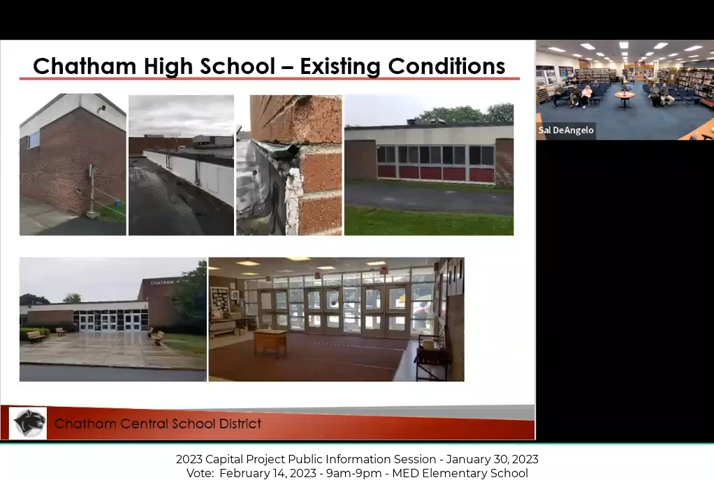 Chatham High School – Existing Conditions
Sal DeAngelo
CHATHAM
Chatham Central School District
2023 Capital Project Public Information Session - January 30, 2023
Vote: February 14, 2023 - 9am-9pm - MED Elementary School